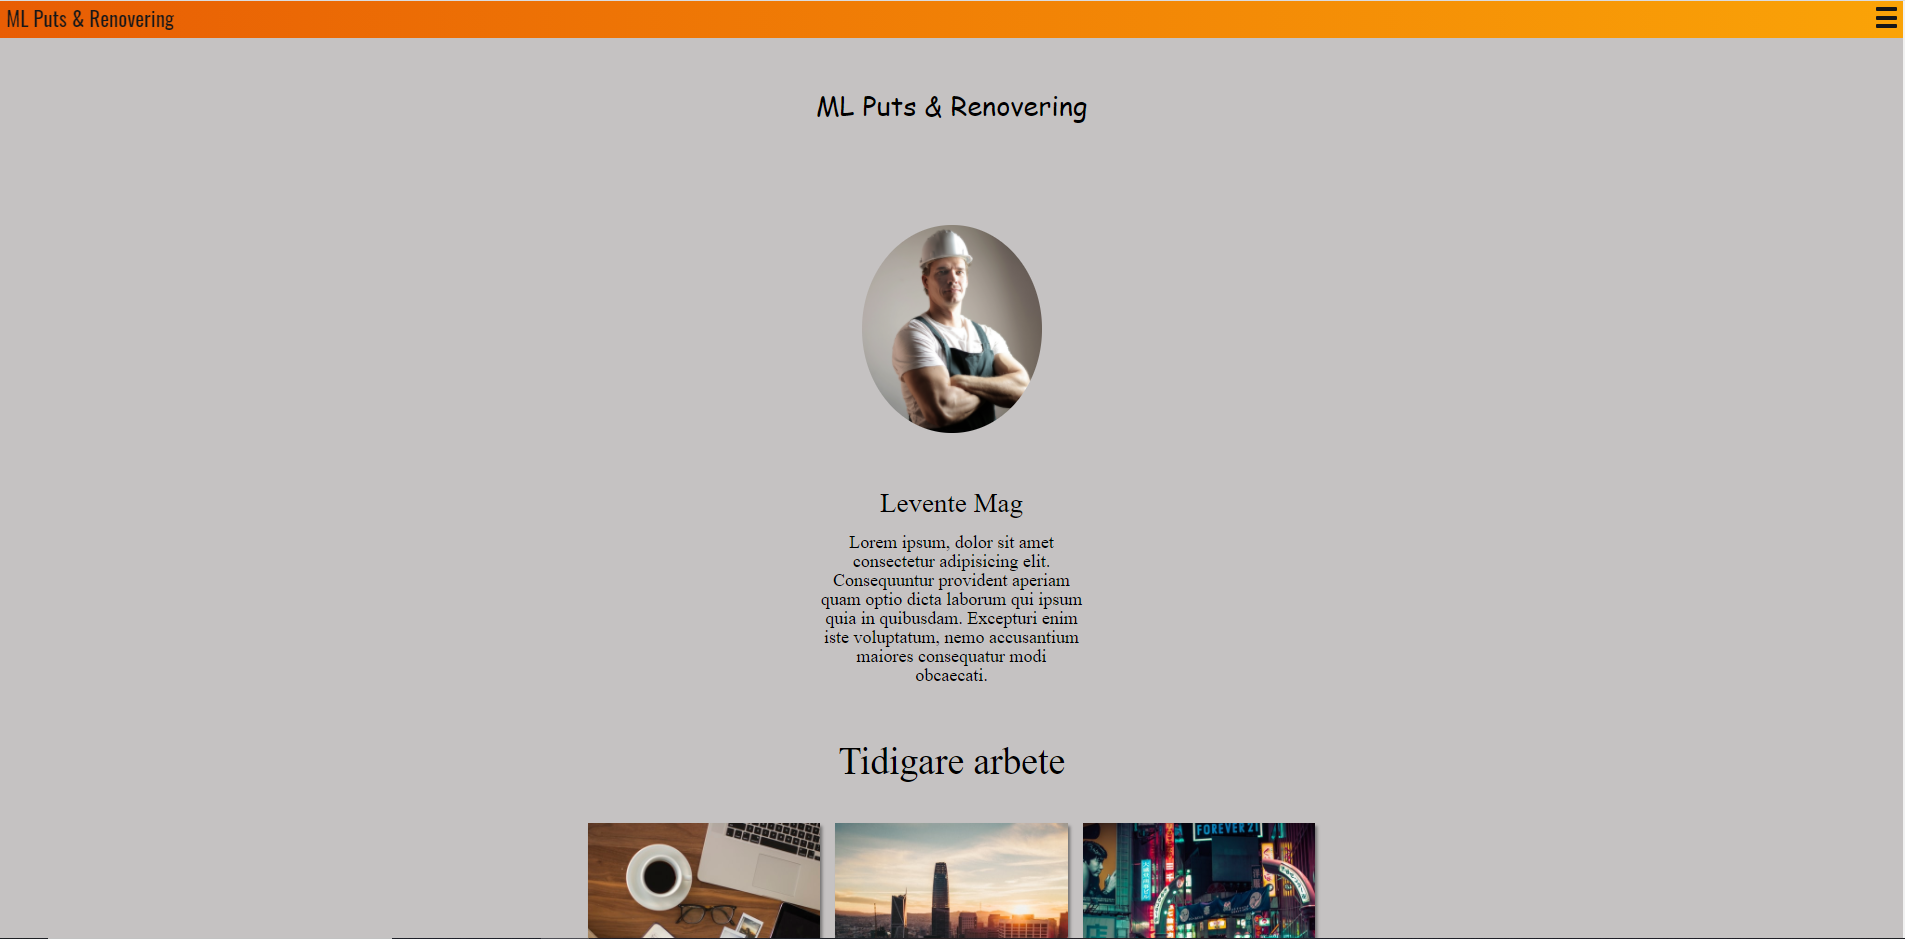 ML Puts & Renovering
ML Puts & Renovering
Levente Mag
Lorem ipsum, dolor sit amet
consectetur adipisicing elit.
Consequuntur provident aperiam
quam optio dicta laborum qui ipsum
quia in quibusdam. Excepturi enim
iste voluptatum, nemo accusantium
maiores consequatur modi
obcaecati.
Tidigare arbete
FOREVER 21